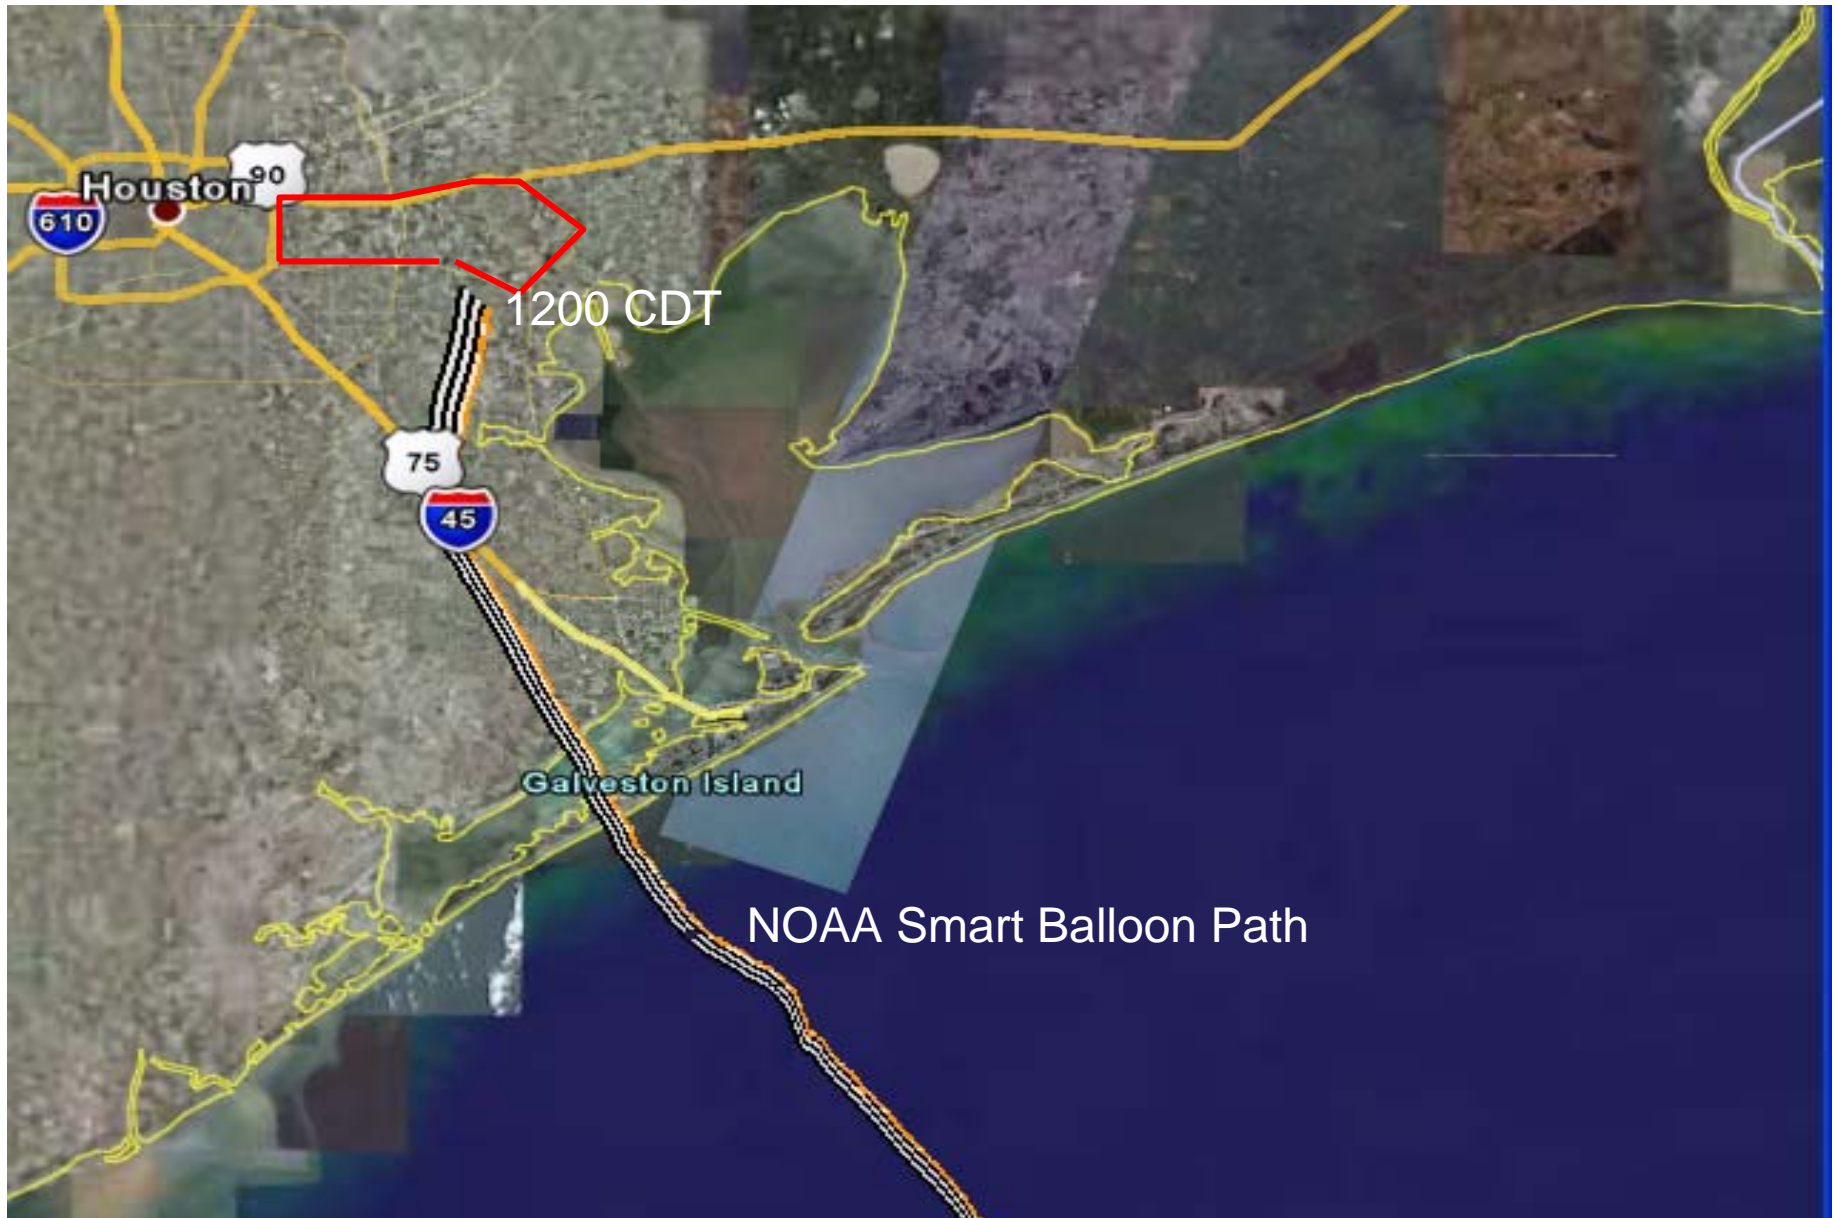 90
Houston
610
1200 CDT
75
45
Galveston Island
NOAA Smart Balloon Path